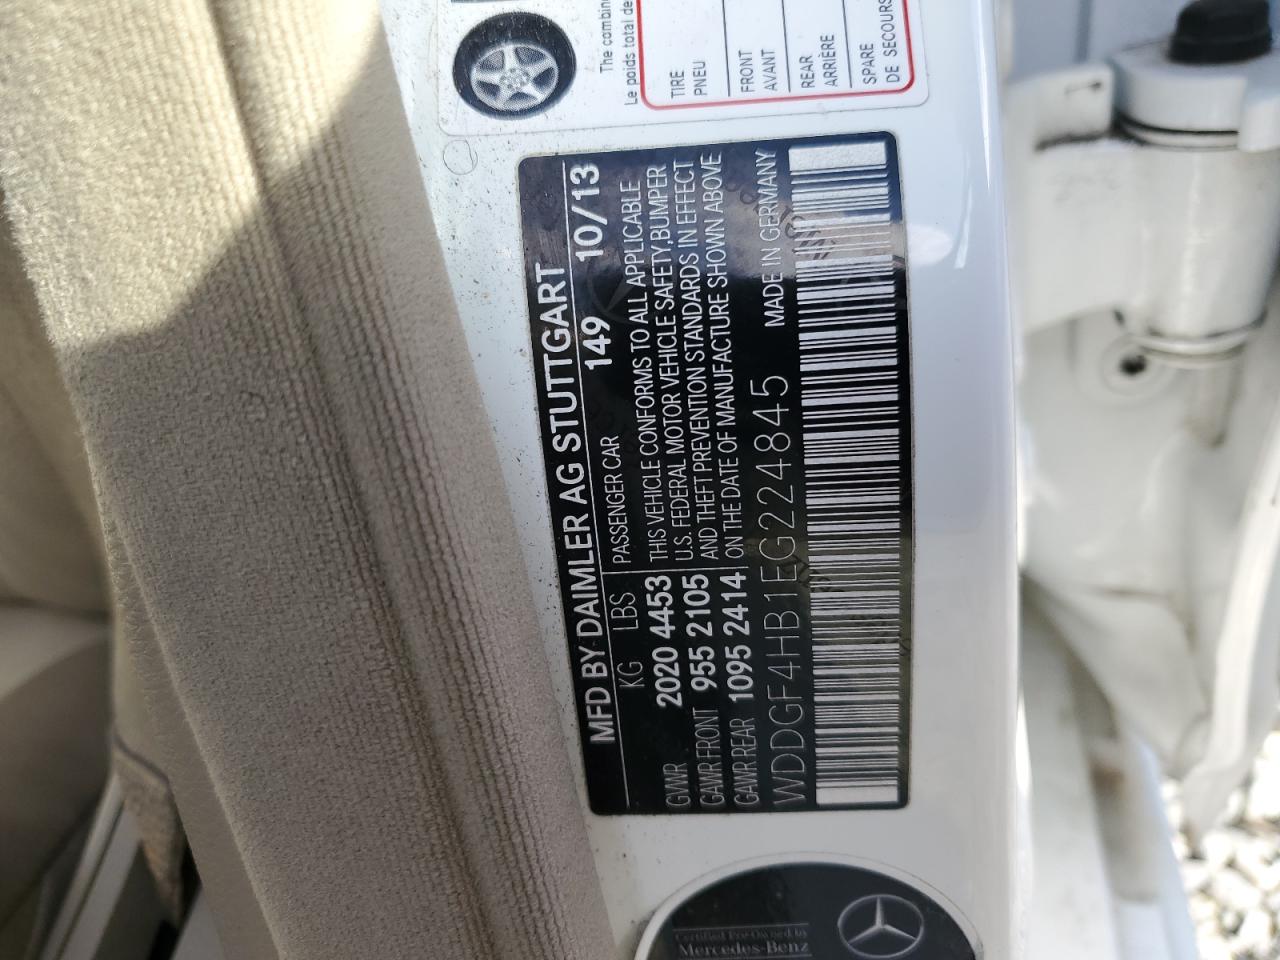 The combin
Le poids total de
TIRE
PNEU
FRONT
AVANT
REAR
ARRIÈRE
SPARE
DE SECOURS
MFD BY DAIMLER AG STUTTGART
KG LBS PASSENGER CAR 149 10/13
GVWR 2020 4453 THIS VEHICLE CONFORMS TO ALL APPLICABLE
U.S. FEDERAL MOTOR VEHICLE SAFETY,BUMPER
GAWR FRONT 955 2105 AND THEFT PREVENTION STANDARDS IN EFFECT
GAWR REAR 1095 2414 ON THE DATE OF MANUFACTURE SHOWN ABOVE
WDDGF4HB1EG224845 MADE IN GERMANY
Certified Pre-Owned by
Mercedes-Benz